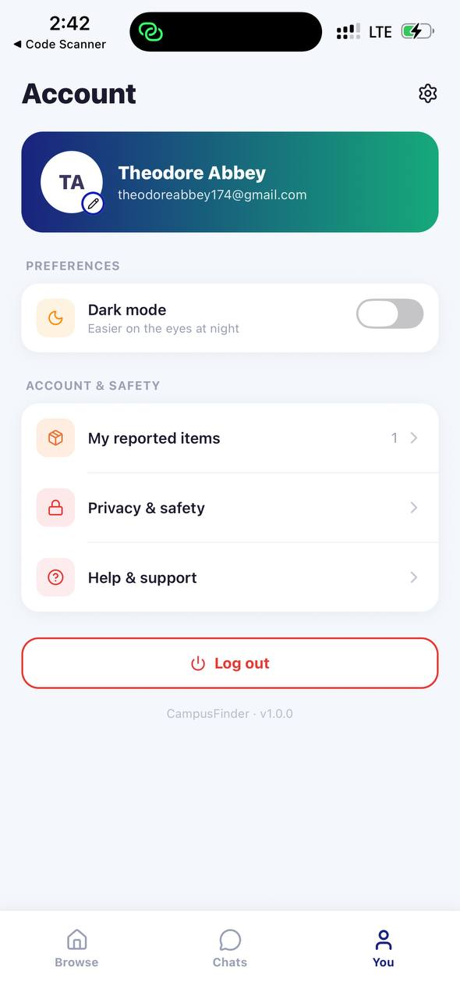 2:42
◀ Code Scanner
LTE
Account
TA
Theodore Abbey
theodoreabbey174@gmail.com
PREFERENCES
Dark mode
Easier on the eyes at night
ACCOUNT & SAFETY
My reported items 1
Privacy & safety
Help & support
Log out
CampusFinder · v1.0.0
Browse Chats You